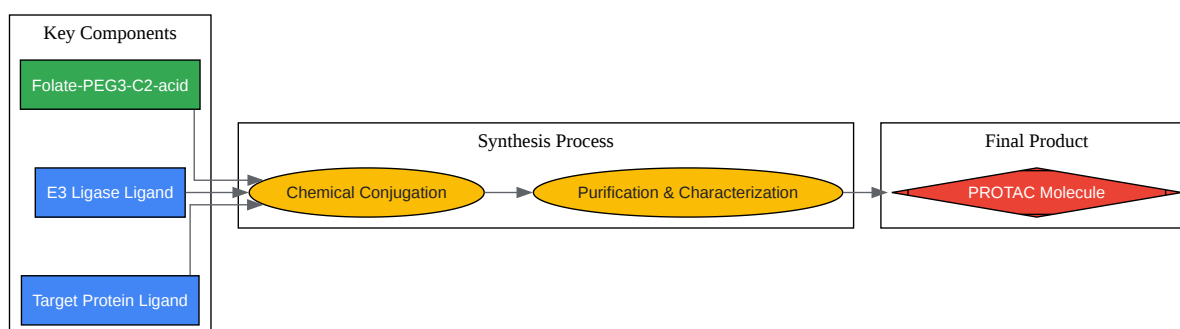 Key Components
Folate-PEG3-C2-acid
E3 Ligase Ligand
Target Protein Ligand
Synthesis Process
Chemical Conjugation
Purification & Characterization
Final Product
PROTAC Molecule